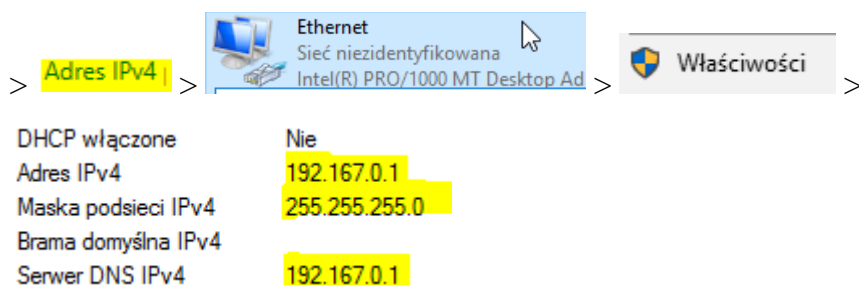 > Adres IPv4 > Ethernet
Sieć niezidentyfikowana
Intel(R) PRO/1000 MT Desktop Ad > Właściwości >
DHCP włączone Nie
Adres IPv4 192.167.0.1
Maska podsieci IPv4 255.255.255.0
Brama domyślna IPv4
Serwer DNS IPv4 192.167.0.1